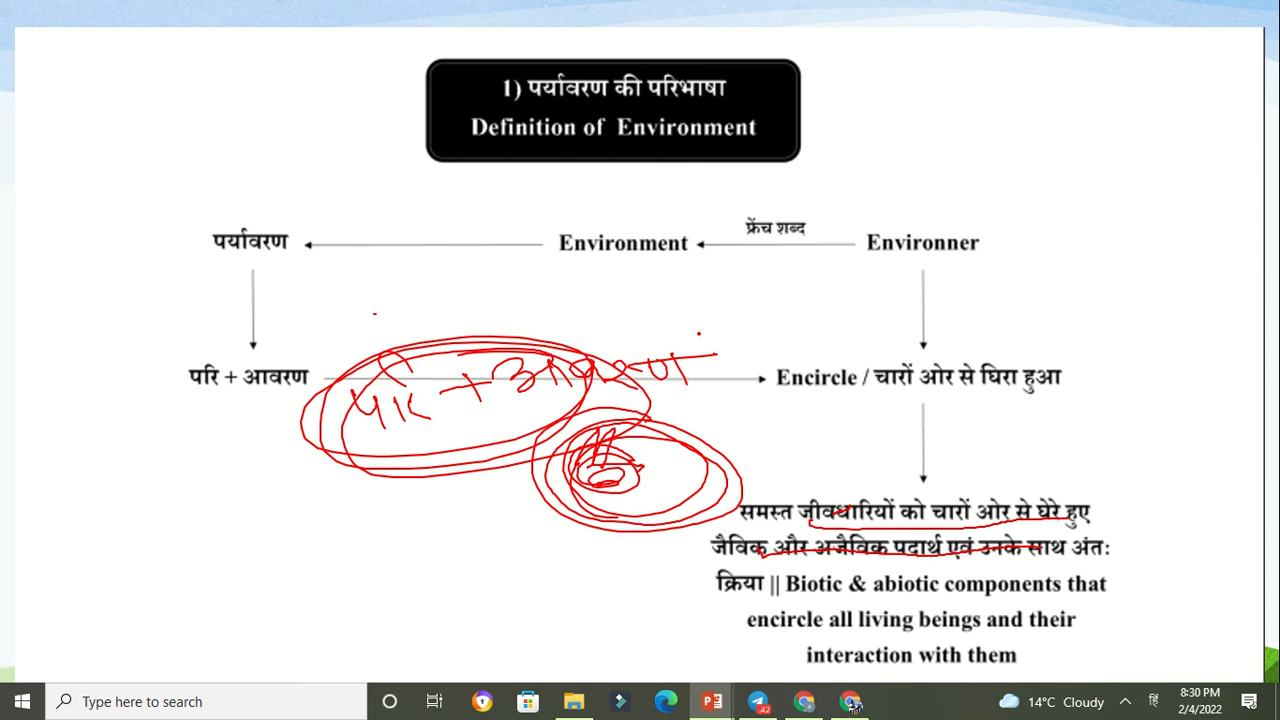 1) पर्यावरण की परिभाषा
Definition of Environment
पर्यावरण
Environment
फ्रेंच शब्द
Environner
परि + आवरण
परि + आवरण
Encircle / चारों ओर से घिरा हुआ
समस्त जीवधारियों को चारों ओर से घेरे हुए
जैविक और अजैविक पदार्थ एवं उनके साथ अंत:
क्रिया || Biotic & abiotic components that
encircle all living beings and their
interaction with them
Type here to search
42
14°C Cloudy
हिं
8:30 PM
2/4/2022